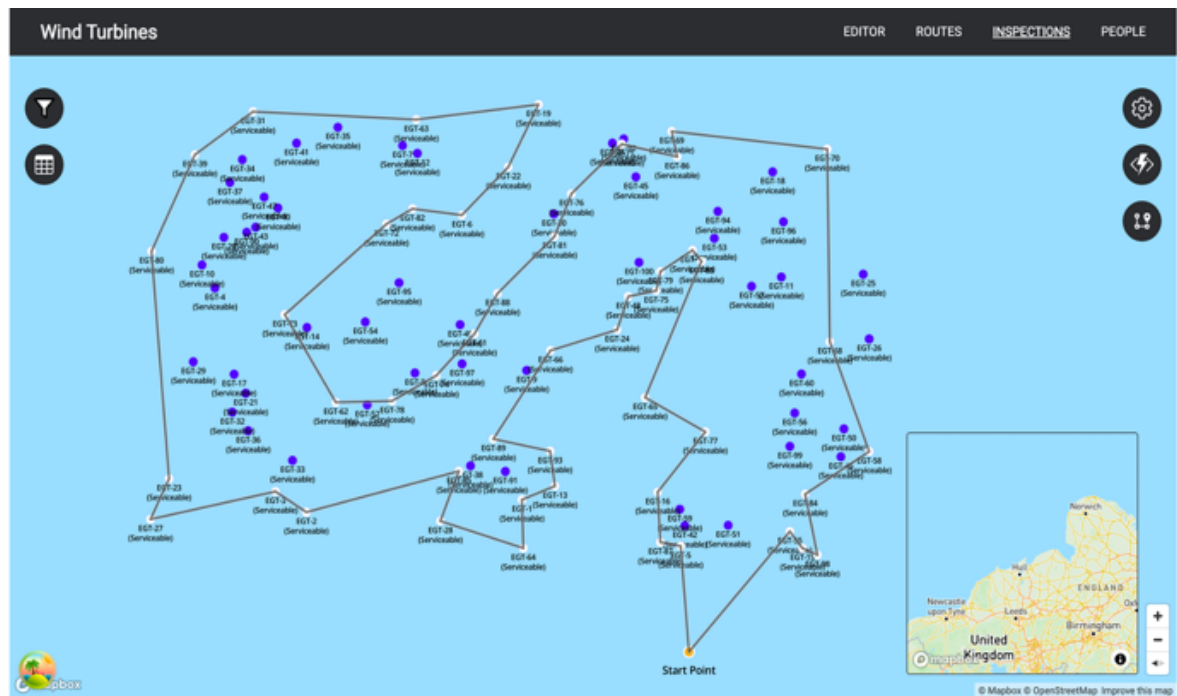 Wind Turbines
EDITOR ROUTES INSPECTIONS PEOPLE
EGT-19
(Serviceable)
EGT-31
(Serviceable)
EGT-63
(Serviceable)
EGT-35
(Serviceable)
EGT-41
(Serviceable)
EGT-69
(Serviceable)
EGT-39
(Serviceable)
EGT-34
(Serviceable)
EGT-70
(Serviceable)
EGT-86
(Serviceable)
EGT-22
(Serviceable)
EGT-18
(Serviceable)
EGT-45
(Serviceable)
EGT-37
(Serviceable)
EGT-76
(Serviceable)
EGT-82
(Serviceable)
EGT-6
(Serviceable)
EGT-94
(Serviceable)
EGT-72
(Serviceable)
EGT-96
(Serviceable)
EGT-81
(Serviceable)
EGT-53
(Serviceable)
EGT-80
(Serviceable)
EGT-10
(Serviceable)
EGT-100
(Serviceable)
EGT-4
(Serviceable)
EGT-95
(Serviceable)
EGT-11
(Serviceable)
EGT-25
(Serviceable)
EGT-75
(Serviceable)
EGT-88
(Serviceable)
EGT-14
(Serviceable)
EGT-54
(Serviceable)
EGT-24
(Serviceable)
EGT-26
(Serviceable)
EGT-68
(Serviceable)
EGT-66
(Serviceable)
EGT-29
(Serviceable)
EGT-17
(Serviceable)
EGT-97
(Serviceable)
EGT-9
(Serviceable)
EGT-60
(Serviceable)
EGT-21
(Serviceable)
EGT-62
(Serviceable)
EGT-78
(Serviceable)
EGT-65
(Serviceable)
EGT-32
(Serviceable)
EGT-56
(Serviceable)
EGT-36
(Serviceable)
EGT-77
(Serviceable)
EGT-50
(Serviceable)
EGT-89
(Serviceable)
EGT-99
(Serviceable)
EGT-58
(Serviceable)
EGT-93
(Serviceable)
EGT-33
(Serviceable)
EGT-91
(Serviceable)
EGT-23
(Serviceable)
EGT-13
(Serviceable)
EGT-3
(Serviceable)
EGT-16
(Serviceable)
EGT-84
(Serviceable)
EGT-27
(Serviceable)
EGT-2
(Serviceable)
EGT-28
(Serviceable)
EGT-59
EGT-42
EGT-51
(Serviceable)
EGT-5
(Serviceable)
EGT-64
(Serviceable)
Start Point
Norwich
Hull
ENGLAND
Newcastle
upon Tyne
Leeds
Birmingham
United
Kingdom
mapbox
© Mapbox © OpenStreetMap Improve this map